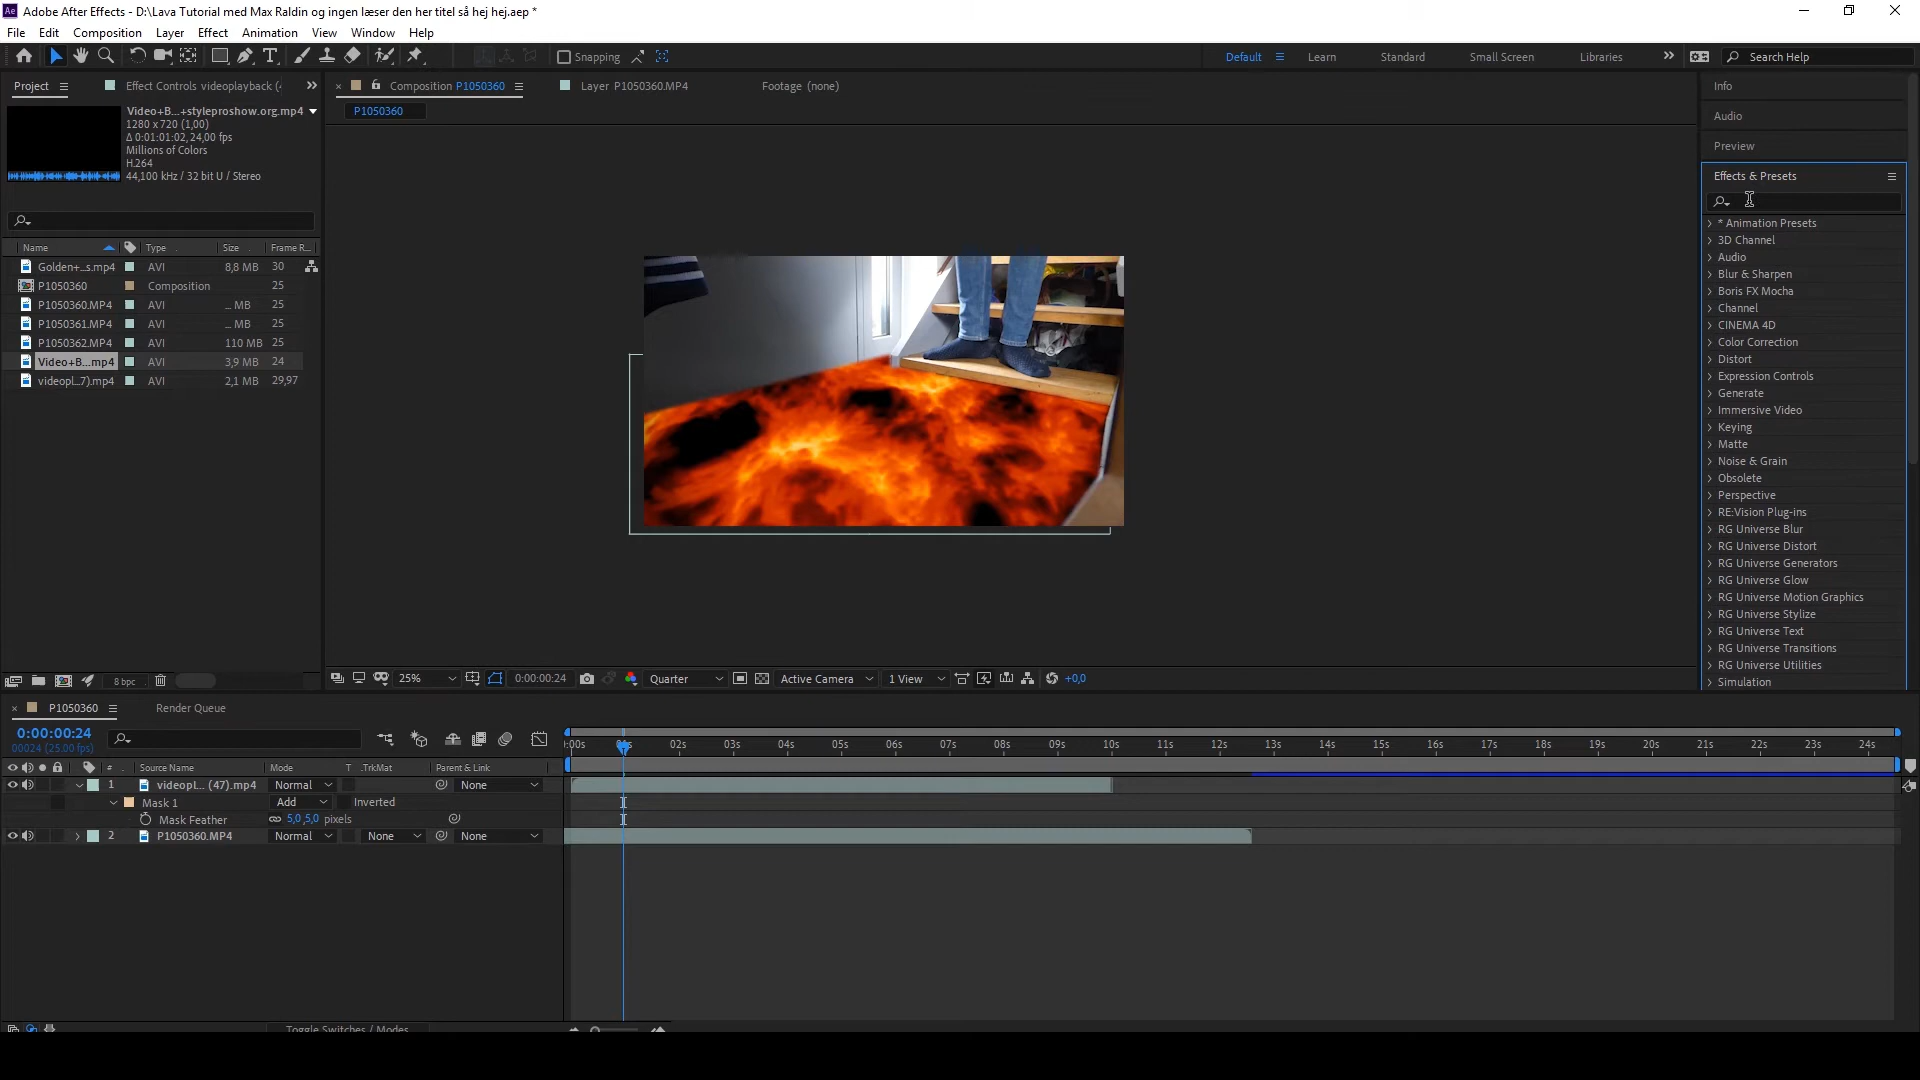 Adobe After Effects - D:\Lava Tutorial med Max Raldin og ingen læser den her titel så hej hej.aep *
File Edit Composition Layer Effect Animation View Window Help
Snapping
Default Learn Standard Small Screen Libraries Search Help
Project Effect Controls videoplayback (
Composition P1050360 Layer P1050360.MP4 Footage (none)
P1050360
Video+B...+styleproshow.org.mp4
1280 x 720 (1,00)
Δ 0:01:01:02, 24,00 fps
Millions of Colors
H.264
44,100 kHz / 32 bit U / Stereo
Name Type Size Frame R...
Golden+...s.mp4 AVI 8,8 MB 30
P1050360 Composition 25
P1050360.MP4 AVI ... MB 25
P1050361.MP4 AVI ... MB 25
P1050362.MP4 AVI 110 MB 25
Video+B...mp4 AVI 3,9 MB 24
videopl...7).mp4 AVI 2,1 MB 29,97
8 bpc
25% 0:00:00:24 Quarter Active Camera 1 View +0,0
Info
Audio
Preview
Effects & Presets
* Animation Presets
3D Channel
Audio
Blur & Sharpen
Boris FX Mocha
Channel
CINEMA 4D
Color Correction
Distort
Expression Controls
Generate
Immersive Video
Keying
Matte
Noise & Grain
Obsolete
Perspective
RE:Vision Plug-ins
RG Universe Blur
RG Universe Distort
RG Universe Generators
RG Universe Glow
RG Universe Motion Graphics
RG Universe Stylize
RG Universe Text
RG Universe Transitions
RG Universe Utilities
Simulation
P1050360 Render Queue
0:00:00:24
00024 (25.00 fps)
:00s 01s 02s 03s 04s 05s 06s 07s 08s 09s 10s 11s 12s 13s 14s 15s 16s 17s 18s 19s 20s 21s 22s 23s 24s
# Source Name Mode T .TrkMat Parent & Link
1 videopl... (47).mp4 Normal None
Mask 1 Add Inverted
Mask Feather 5,0,5,0 pixels
2 P1050360.MP4 Normal None None
Toggle Switches / Modes